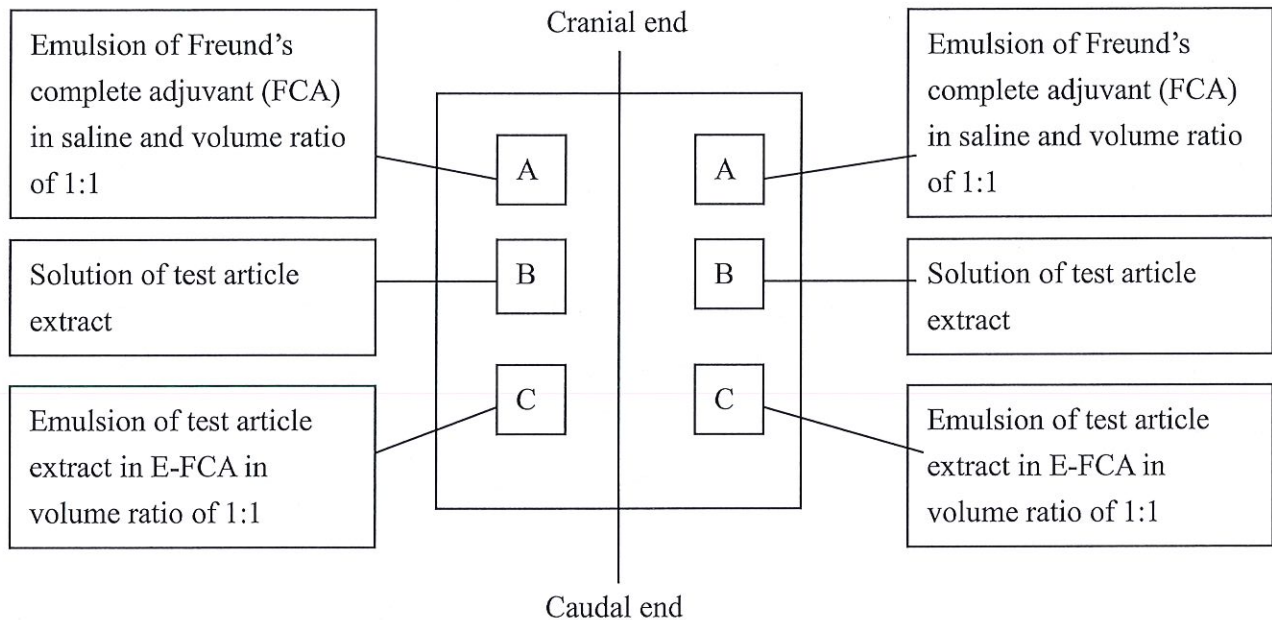 Cranial end
Emulsion of Freund's
complete adjuvant (FCA)
in saline and volume ratio
of 1:1
Emulsion of Freund's
complete adjuvant (FCA)
in saline and volume ratio
of 1:1
A
A
Solution of test article
extract
B
B
Solution of test article
extract
Emulsion of test article
extract in E-FCA in
volume ratio of 1:1
C
C
Emulsion of test article
extract in E-FCA in
volume ratio of 1:1
Caudal end